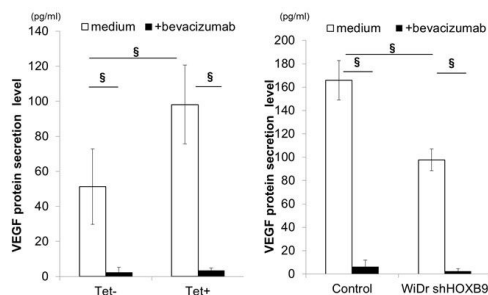 (pg/ml)
□medium ■+bevacizumab
VEGF protein secretion level
140
120
100
80
60
40
20
0
§
§
§
Tet-
Tet+
(pg/ml)
□medium ■+bevacizumab
VEGF protein secretion level
200
180
160
140
120
100
80
60
40
20
0
§
§
§
Control
WiDr shHOXB9